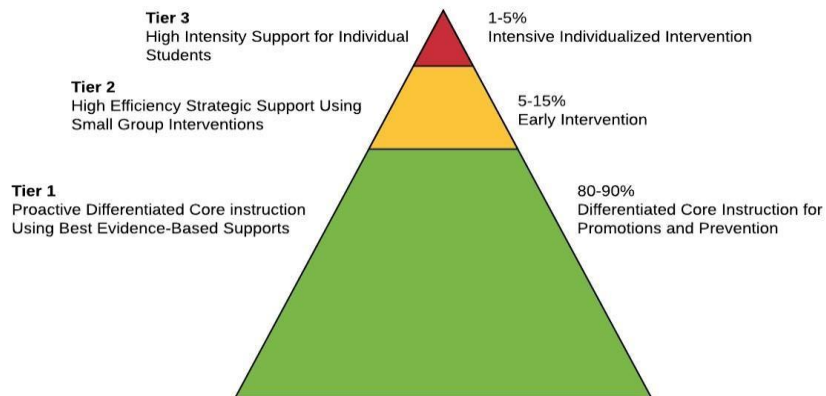 Tier 3
High Intensity Support for Individual
Students
1-5%
Intensive Individualized Intervention
Tier 2
High Efficiency Strategic Support Using
Small Group Interventions
5-15%
Early Intervention
Tier 1
Proactive Differentiated Core instruction
Using Best Evidence-Based Supports
80-90%
Differentiated Core Instruction for
Promotions and Prevention